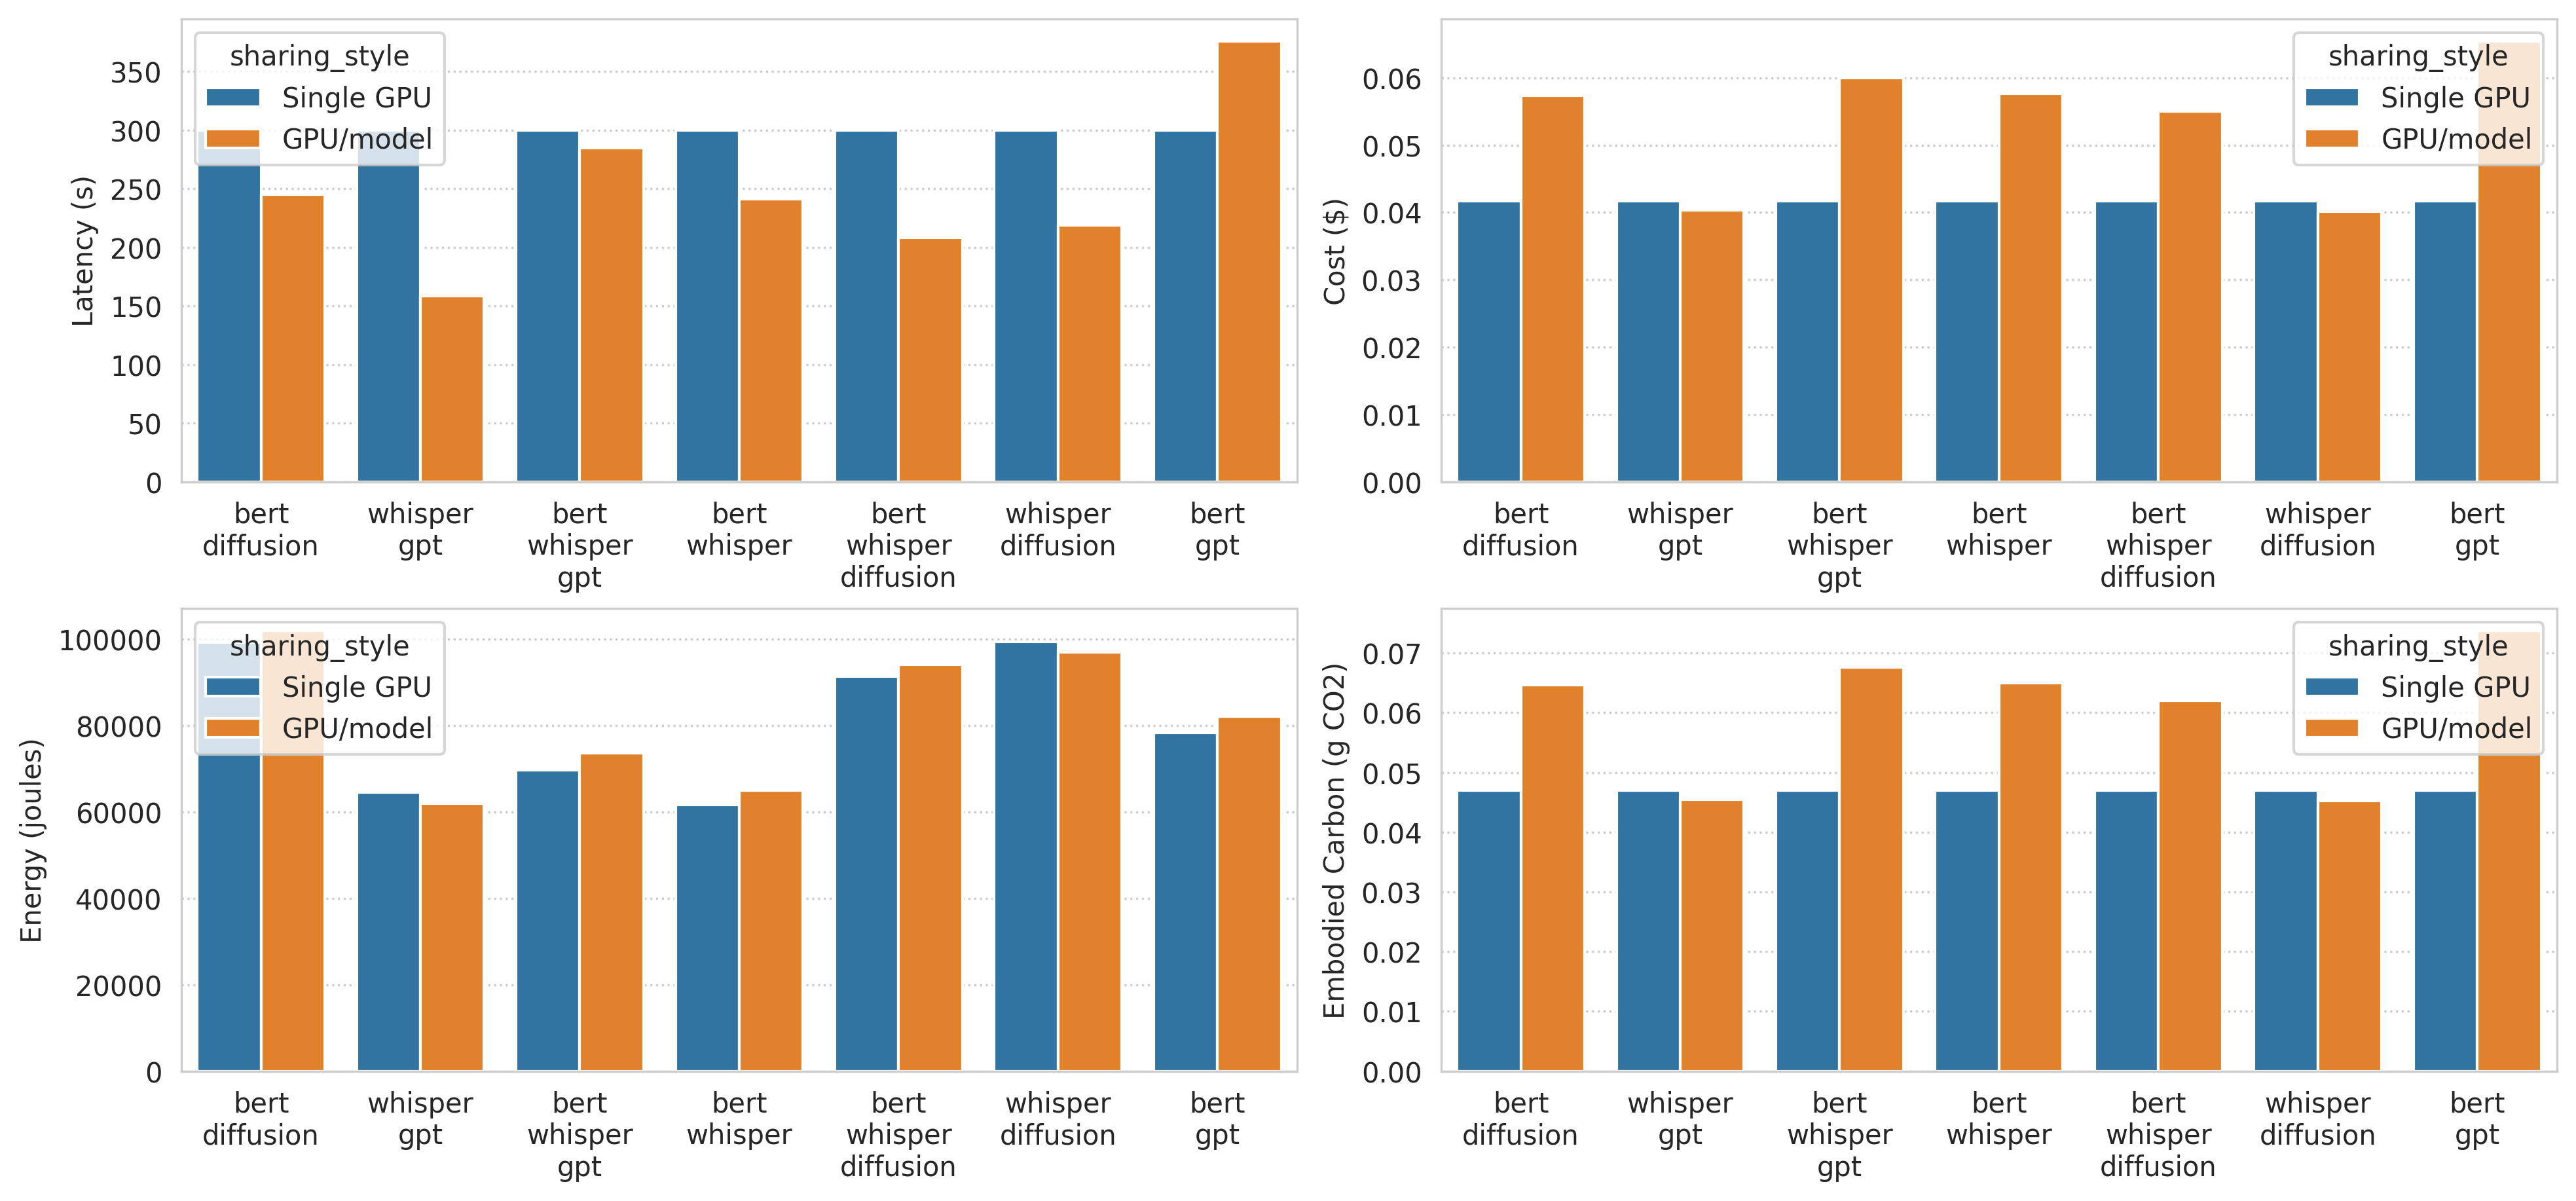 sharing_style
Single GPU
GPU/model
Latency (s)
350
300
250
200
150
100
50
0
bert
diffusion
whisper
gpt
bert
whisper
gpt
bert
whisper
bert
whisper
diffusion
whisper
diffusion
bert
gpt
sharing_style
Single GPU
GPU/model
Cost ($)
0.06
0.05
0.04
0.03
0.02
0.01
0.00
bert
diffusion
whisper
gpt
bert
whisper
gpt
bert
whisper
bert
whisper
diffusion
whisper
diffusion
bert
gpt
sharing_style
Single GPU
GPU/model
Energy (joules)
100000
80000
60000
40000
20000
0
bert
diffusion
whisper
gpt
bert
whisper
gpt
bert
whisper
bert
whisper
diffusion
whisper
diffusion
bert
gpt
sharing_style
Single GPU
GPU/model
Embodied Carbon (g CO2)
0.07
0.06
0.05
0.04
0.03
0.02
0.01
0.00
bert
diffusion
whisper
gpt
bert
whisper
gpt
bert
whisper
bert
whisper
diffusion
whisper
diffusion
bert
gpt